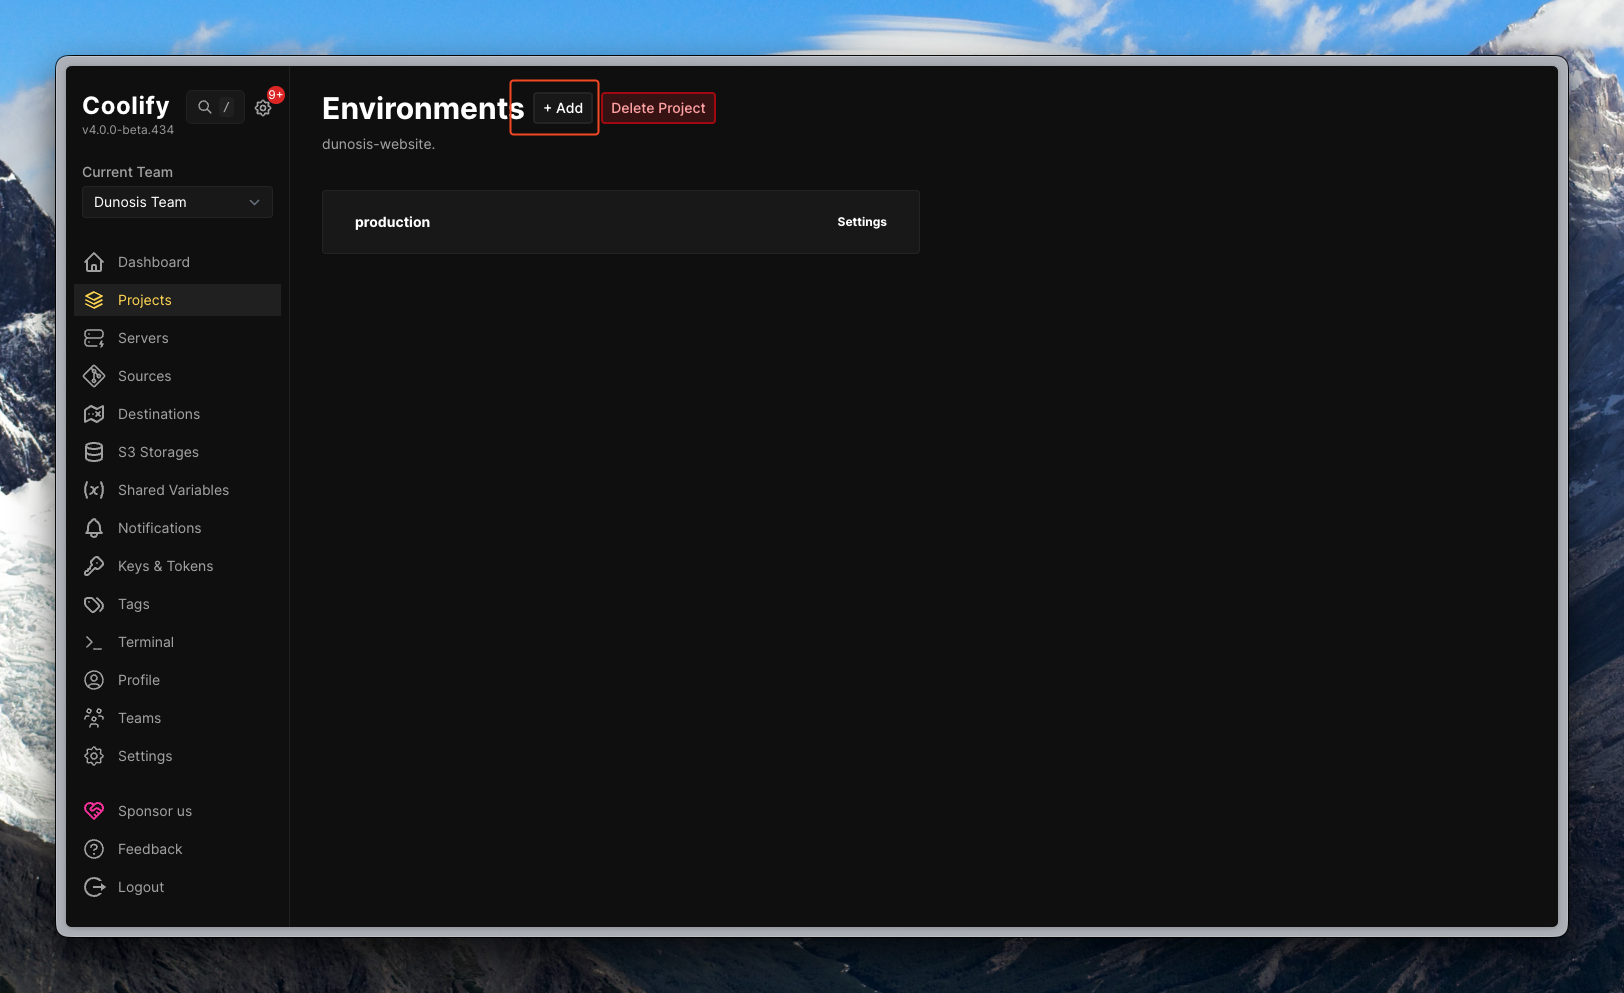 Coolify
/
9+
v4.0.0-beta.434
Current Team
Dunosis Team
Dashboard
Projects
Servers
Sources
Destinations
S3 Storages
Shared Variables
Notifications
Keys & Tokens
Tags
Terminal
Profile
Teams
Settings
Sponsor us
Feedback
Logout
Environments
+ Add
Delete Project
dunosis-website.
production
Settings